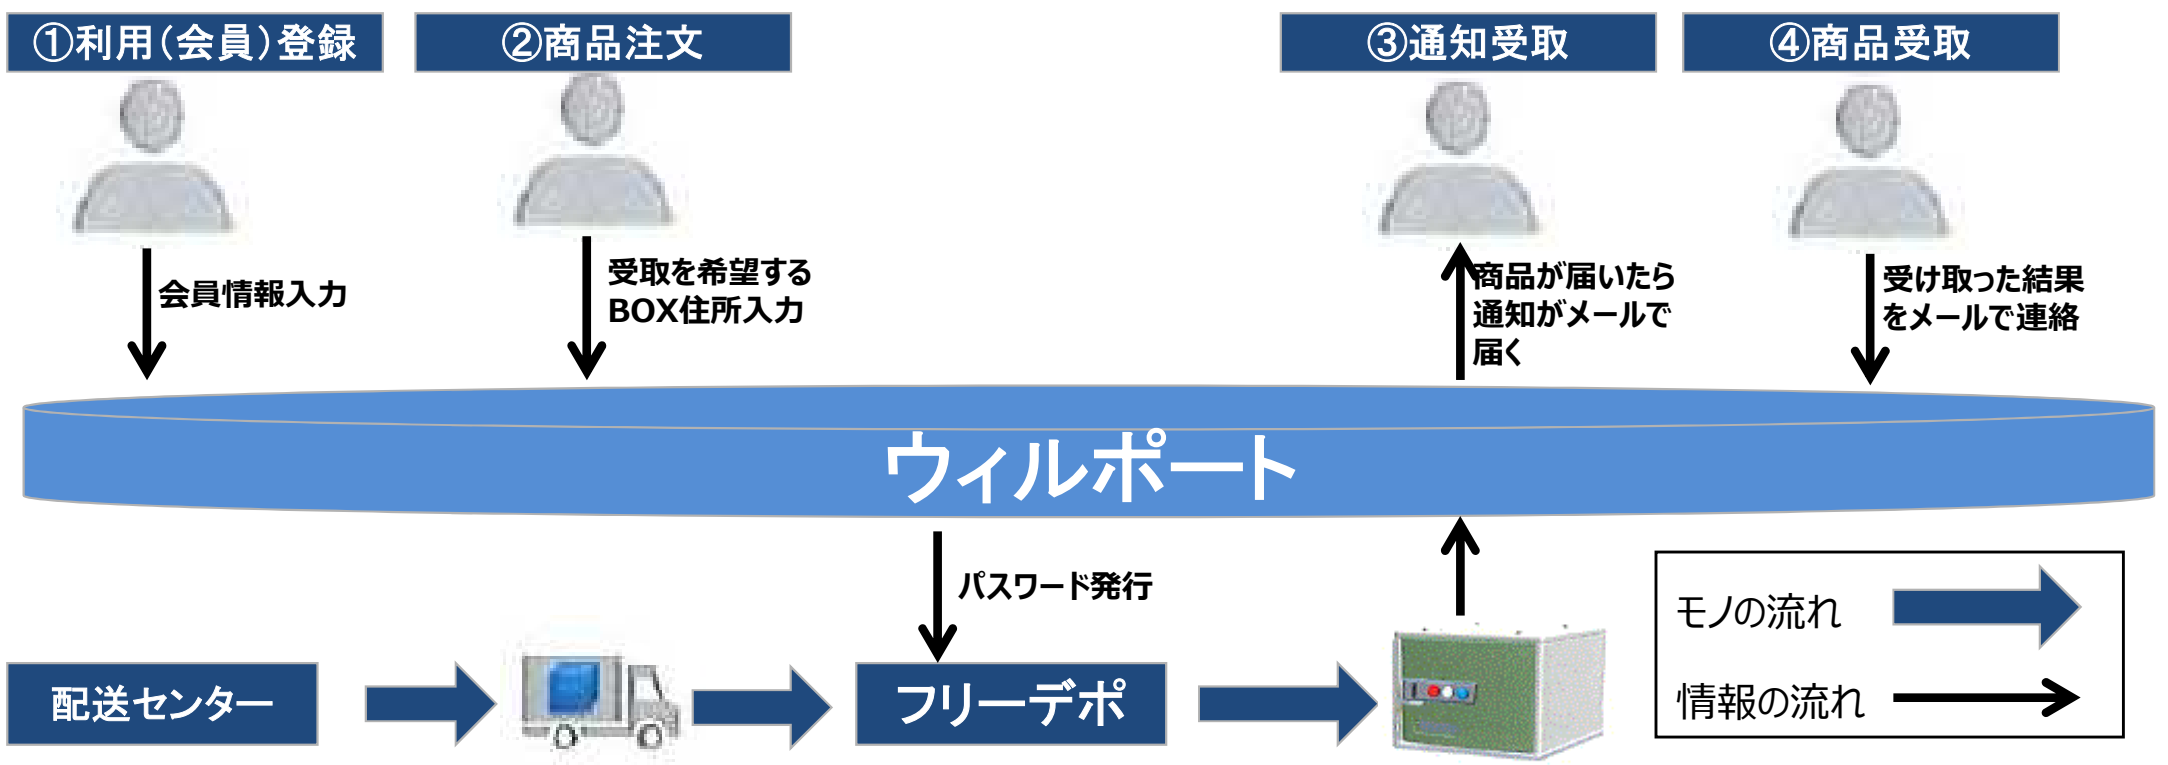 ①利用（会員）登録
②商品注文
③通知受取
④商品受取
会員情報入力
受取を希望する
BOX住所入力
商品が届いたら
通知がメールで
届く
受け取った結果
をメールで連絡
ウィルポート
パスワード発行
配送センター
フリーデポ
モノの流れ
情報の流れ